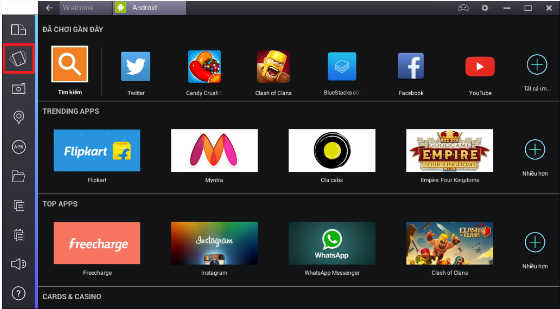 Welcome
Android
ĐÃ CHƠI GẦN ĐÂY
Tìm kiếm
Twitter
Candy Crush S
Clash of Clans
BlueStacks
Facebook
YouTube
Tất cả ứn...
TRENDING APPS
Flipkart
EMPIRE
FOUR KINGDOMS
Flipkart
Myntra
Ola cabs
Empire: Four Kingdoms
Nhiều hơn
TOP APPS
freecharge
Instagram
WhatsApp
CLASH OF CLANS
Freecharge
Instagram
WhatsApp Messenger
Clash of Clans
Nhiều hơn
CARDS & CASINO
APK